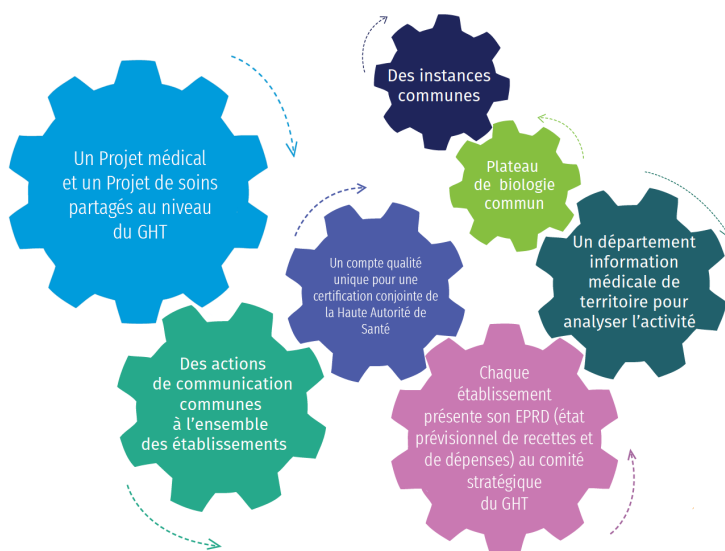 Des instances
communes
Un Projet médical
et un Projet de soins
partagés au niveau
du GHT
Plateau
de biologie
commun
Un département
information
médicale de
territoire pour
analyser l’activité
Un compte qualité
unique pour une
certification conjointe de
la Haute Autorité de
Santé
Des actions
de communication
communes
à l’ensemble
des établissements
Chaque
établissement
présente son EPRD (état
prévisionnel de recettes et
de dépenses) au comité
stratégique
du GHT